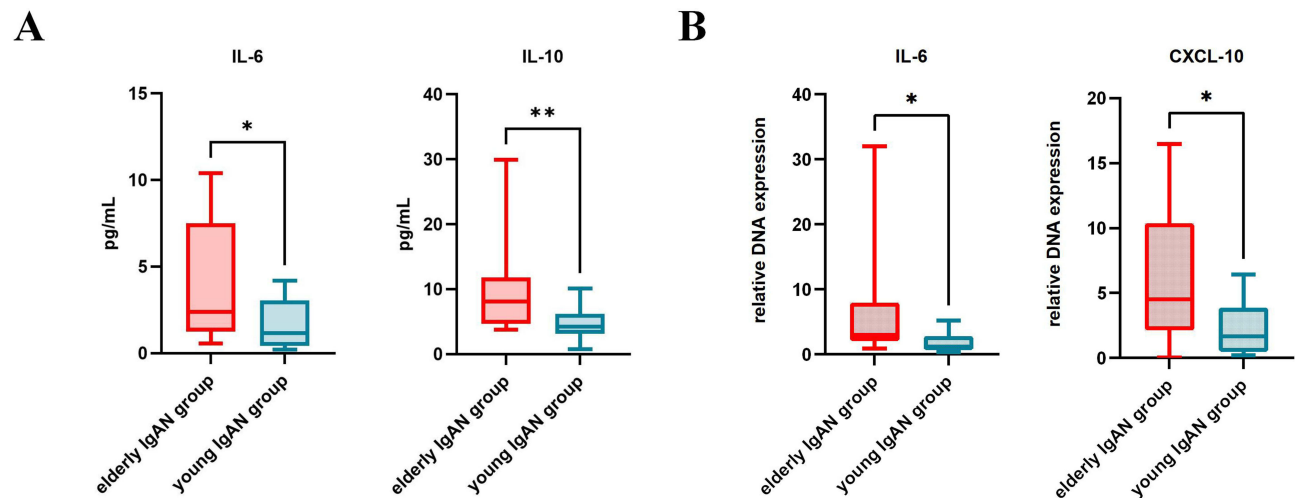 A
IL-6
15
10
5
0
pg/mL
*
elderly IgAN group
young IgAN group
IL-10
40
30
20
10
0
pg/mL
**
elderly IgAN group
young IgAN group
B
IL-6
40
30
20
10
0
relative DNA expression
*
elderly IgAN group
young IgAN group
CXCL-10
20
15
10
5
0
relative DNA expression
*
elderly IgAN group
young IgAN group